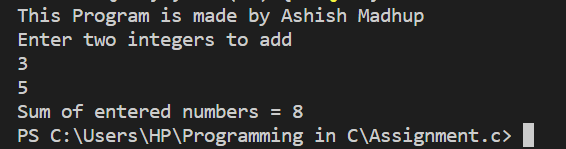 This Program is made by Ashish Madhup
Enter two integers to add
3
5
Sum of entered numbers = 8
PS C:\Users\HP\Programming in C\Assignment.c>